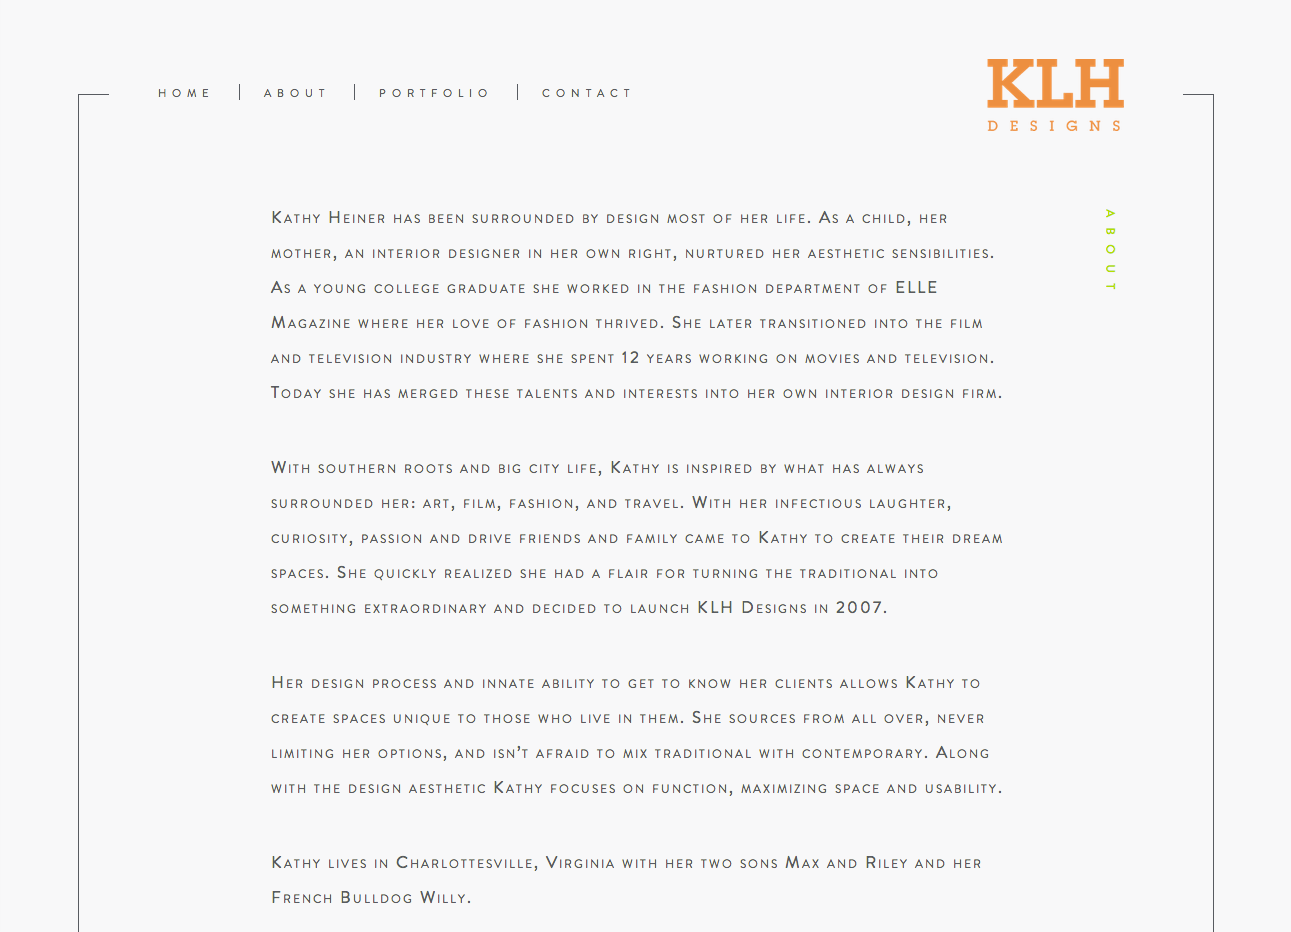 HOME | ABOUT | PORTFOLIO | CONTACT
KLH
DESIGNS
ABOUT
Kathy Heiner has been surrounded by design most of her life. As a child, her
mother, an interior designer in her own right, nurtured her aesthetic sensibilities.
As a young college graduate she worked in the fashion department of ELLE
Magazine where her love of fashion thrived. She later transitioned into the film
and television industry where she spent 12 years working on movies and television.
Today she has merged these talents and interests into her own interior design firm.
With southern roots and big city life, Kathy is inspired by what has always
surrounded her: art, film, fashion, and travel. With her infectious laughter,
curiosity, passion and drive friends and family came to Kathy to create their dream
spaces. She quickly realized she had a flair for turning the traditional into
something extraordinary and decided to launch KLH Designs in 2007.
Her design process and innate ability to get to know her clients allows Kathy to
create spaces unique to those who live in them. She sources from all over, never
limiting her options, and isn’t afraid to mix traditional with contemporary. Along
with the design aesthetic Kathy focuses on function, maximizing space and usability.
Kathy lives in Charlottesville, Virginia with her two sons Max and Riley and her
French Bulldog Willy.